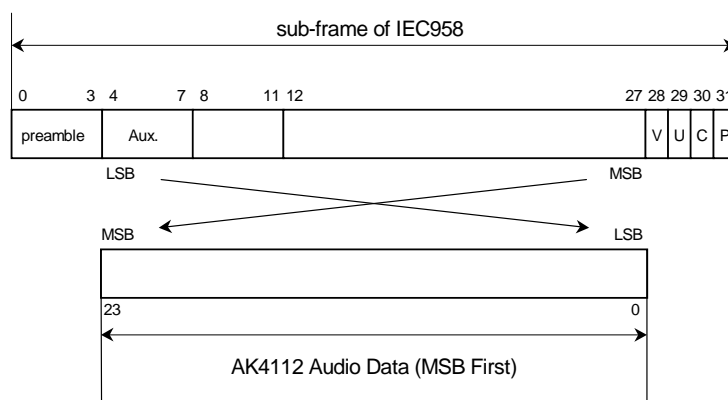 sub-frame of IEC958
0 3 4 7 8 11 12 27 28 29 30 31
preamble Aux. V U C P
LSB MSB
MSB LSB
23 0
AK4112 Audio Data (MSB First)